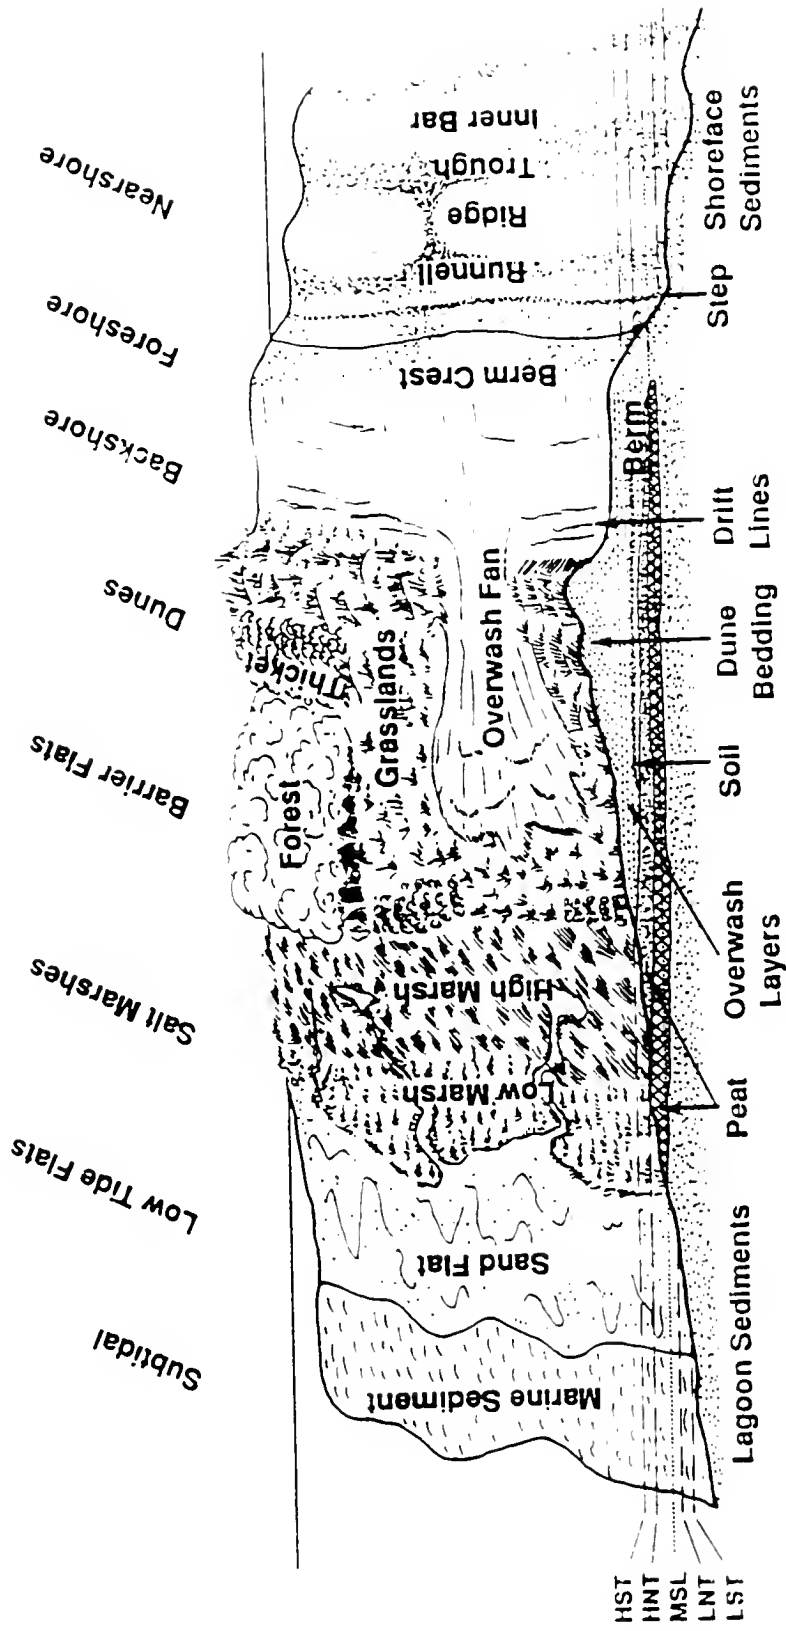 Subtidal
Low Tide Flats
Salt Marshes
Barrier Flats
Dunes
Backshore
Foreshore
Nearshore
Marine Sediment
Sand Flat
Low Marsh
High Marsh
Forest
Thicket
Grasslands
Overwash Fan
Berm Crest
Runnell
Ridge
Trough
Inner Bar
Berm
HST
HNT
MSL
LNT
LST
Lagoon Sediments
Peat
Overwash
Layers
Soil
Dune
Bedding
Drift
Lines
Step
Shoreface
Sediments